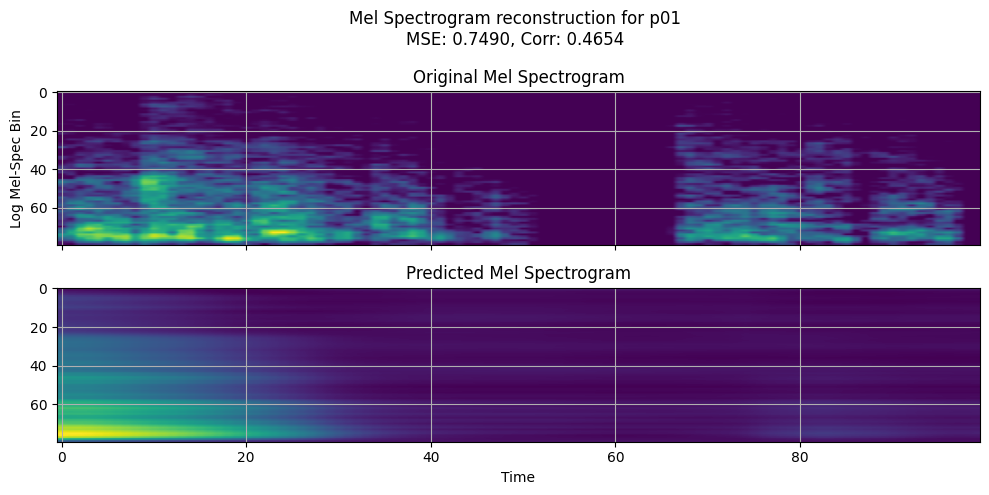 Mel Spectrogram reconstruction for p01
MSE: 0.7490, Corr: 0.4654
Original Mel Spectrogram
Log Mel-Spec Bin
0
20
40
60
Predicted Mel Spectrogram
0
20
40
60
0 20 40 60 80
Time